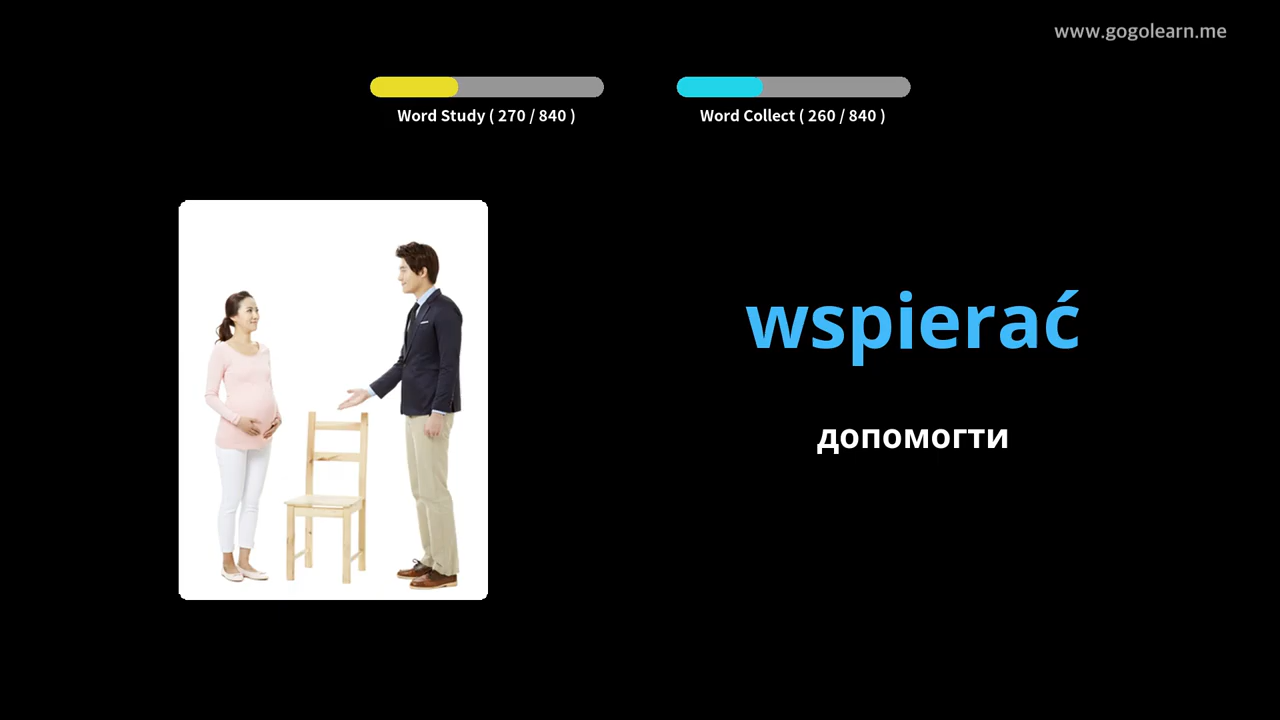 www.gogolearn.me
Word Study ( 270 / 840 )
Word Collect ( 260 / 840 )
wspierać
допомогти